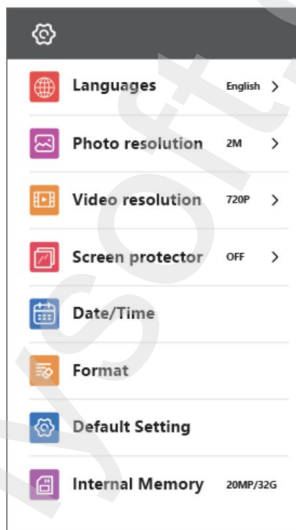 Languages English >
Photo resolution 2M >
Video resolution 720P >
Screen protector OFF >
Date/Time
Format
Default Setting
Internal Memory 20MP/32G